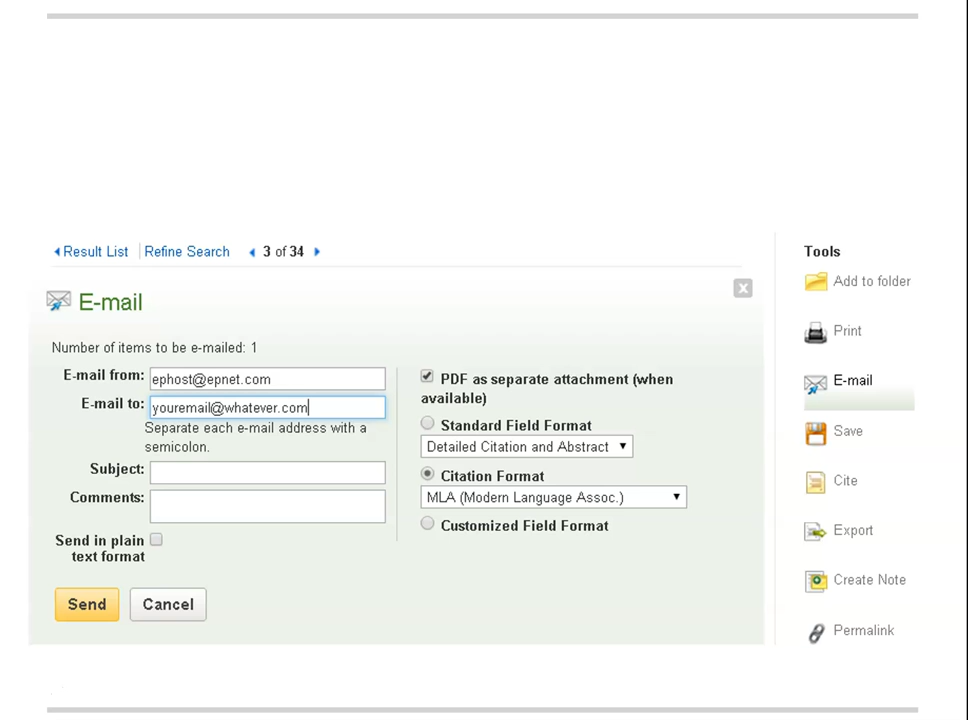 Result List Refine Search 3 of 34
E-mail
Number of items to be e-mailed: 1
E-mail from: ephost@epnet.com
E-mail to: youremail@whatever.com
Separate each e-mail address with a
semicolon.
Subject:
Comments:
Send in plain
text format
Send Cancel
PDF as separate attachment (when
available)
Standard Field Format
Detailed Citation and Abstract
Citation Format
MLA (Modern Language Assoc.)
Customized Field Format
Tools
Add to folder
Print
E-mail
Save
Cite
Export
Create Note
Permalink